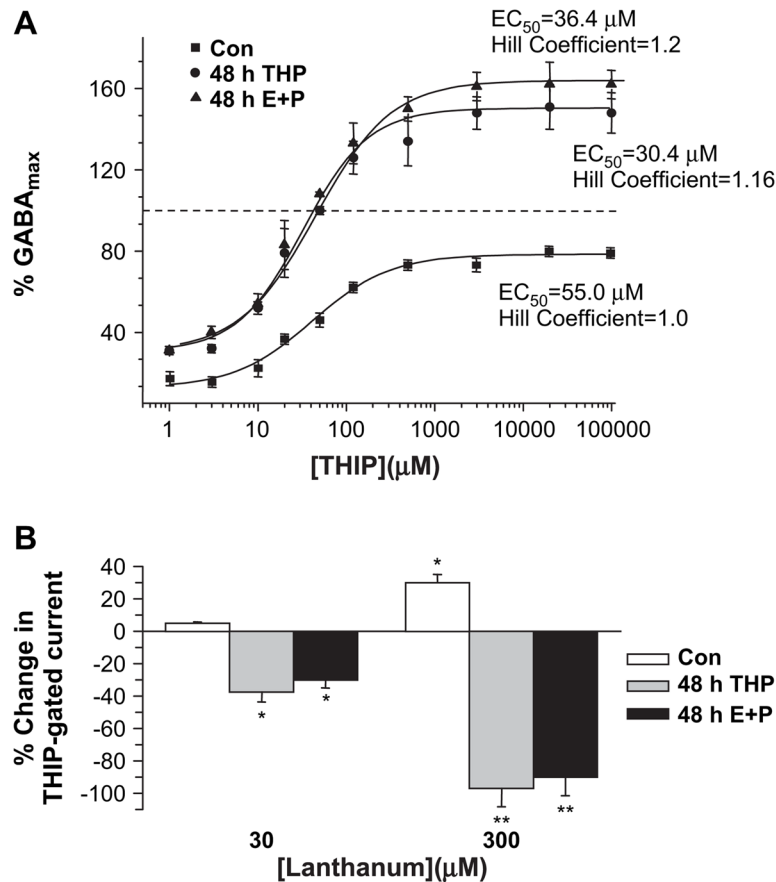 A
Con
48 h THP
48 h E+P
EC50=36.4 µM
Hill Coefficient=1.2
EC50=30.4 µM
Hill Coefficient=1.16
EC50=55.0 µM
Hill Coefficient=1.0
% GABAmax
160
120
80
40
1 10 100 1000 10000 100000
[THIP](µM)
B
% Change in
THIP-gated current
40
20
0
-20
-40
-60
-80
-100
* * * ** **
Con
48 h THP
48 h E+P
30 300
[Lanthanum](µM)